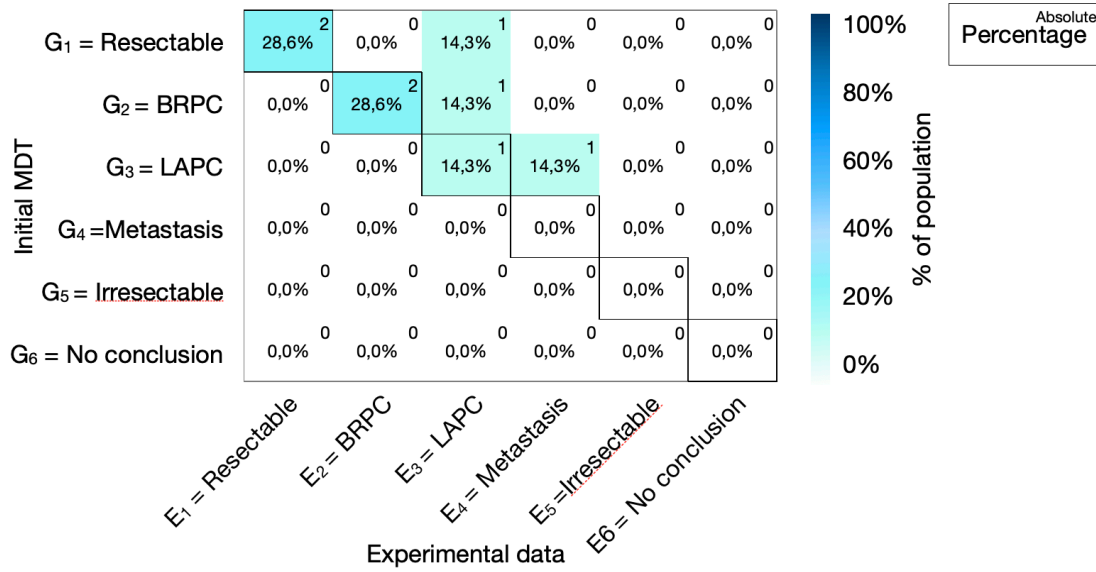 Absolute
Percentage
100%
80%
60%
40%
20%
0%
% of population
Initial MDT
2 0 1 0 0 0
G₁ = Resectable 28,6% 0,0% 14,3% 0,0% 0,0% 0,0%
0 2 1 0 0 0
G₂ = BRPC 0,0% 28,6% 14,3% 0,0% 0,0% 0,0%
0 0 1 1 0 0
G₃ = LAPC 0,0% 0,0% 14,3% 14,3% 0,0% 0,0%
0 0 0 0 0 0
G₄ =Metastasis 0,0% 0,0% 0,0% 0,0% 0,0% 0,0%
0 0 0 0 0 0
G₅ = Irresectable 0,0% 0,0% 0,0% 0,0% 0,0% 0,0%
0 0 0 0 0 0
G₆ = No conclusion 0,0% 0,0% 0,0% 0,0% 0,0% 0,0%
E₁ = Resectable
E₂ = BRPC
E₃ = LAPC
E₄ = Metastasis
E₅ =Irresectable
E6 = No conclusion
Experimental data